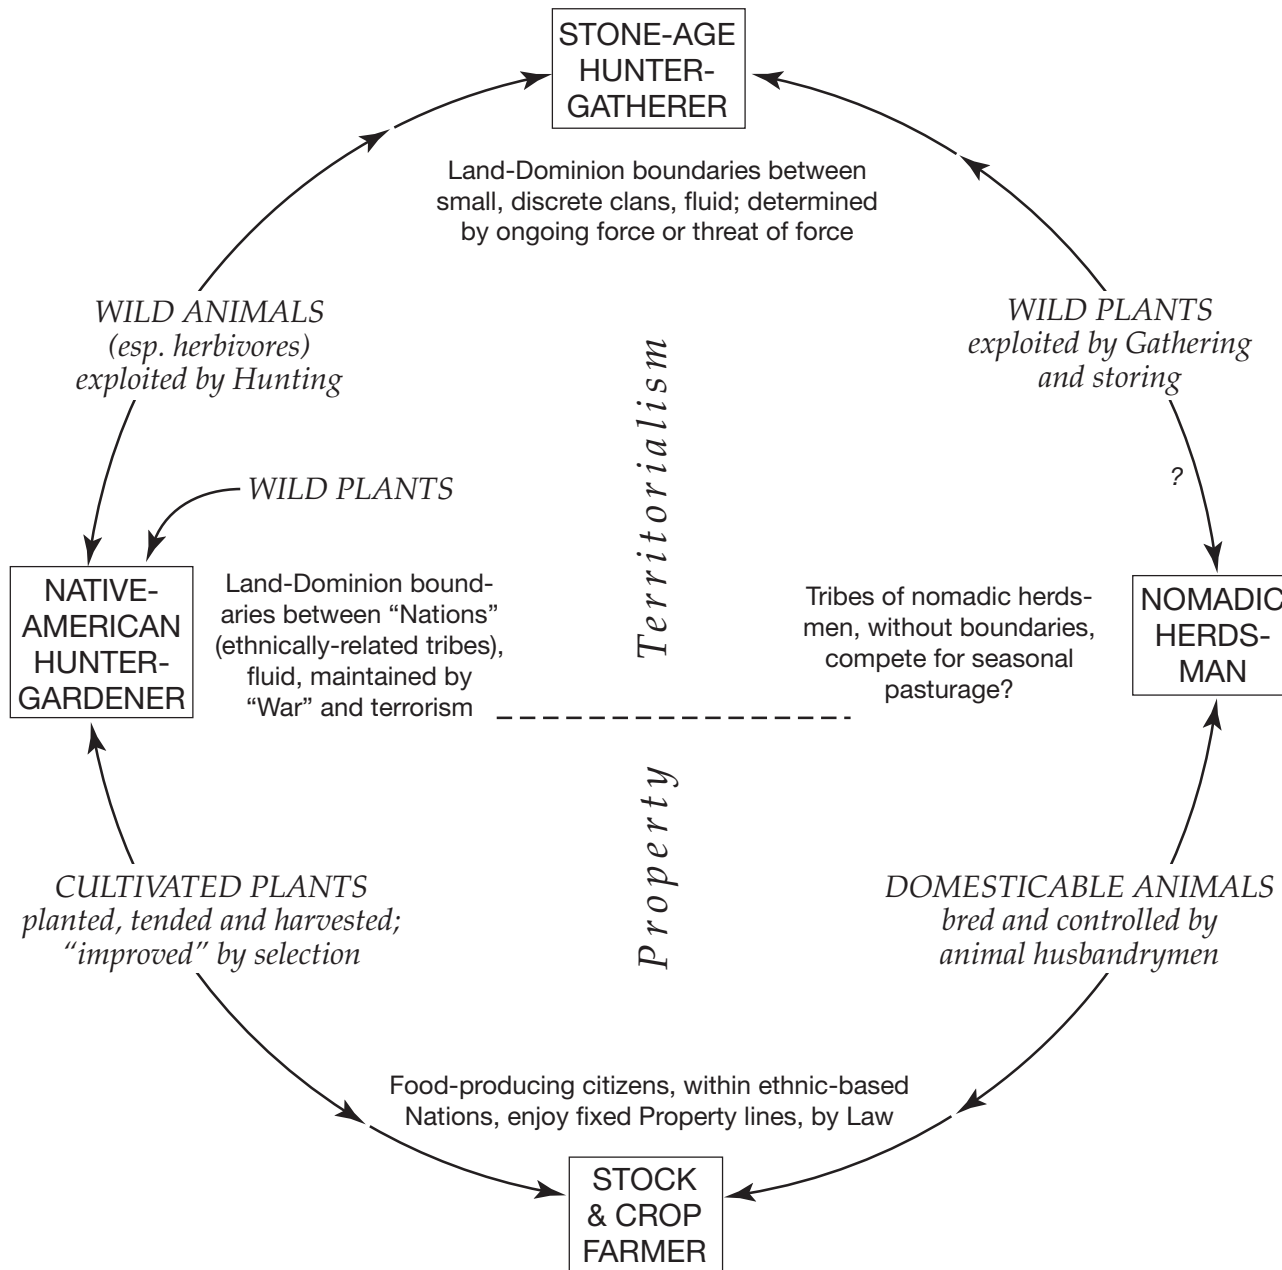 STONE-AGE
HUNTER-
GATHERER
Land-Dominion boundaries between
small, discrete clans, fluid; determined
by ongoing force or threat of force
WILD ANIMALS
(esp. herbivores)
exploited by Hunting
WILD PLANTS
exploited by Gathering
and storing
Territorialism
?
WILD PLANTS
NATIVE-
AMERICAN
HUNTER-
GARDENER
Land-Dominion bound-
aries between “Nations”
(ethnically-related tribes),
fluid, maintained by
“War” and terrorism
Tribes of nomadic herds-
men, without boundaries,
compete for seasonal
pasturage?
NOMADIC
HERDS-
MAN
Property
CULTIVATED PLANTS
planted, tended and harvested;
“improved” by selection
DOMESTICABLE ANIMALS
bred and controlled by
animal husbandrymen
Food-producing citizens, within ethnic-based
Nations, enjoy fixed Property lines, by Law
STOCK
& CROP
FARMER